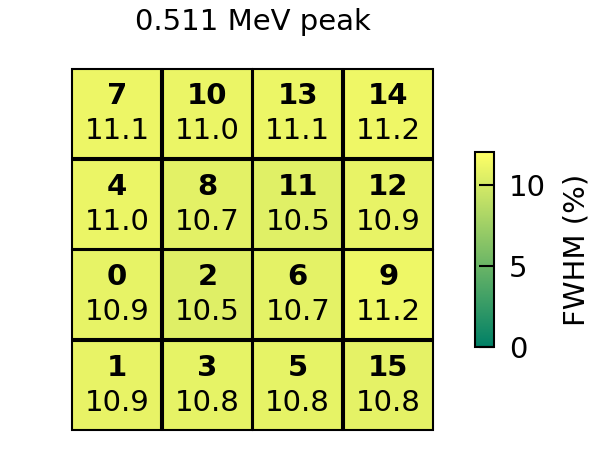 0.511 MeV peak
7 10 13 14
11.1 11.0 11.1 11.2
4 8 11 12
11.0 10.7 10.5 10.9
0 2 6 9
10.9 10.5 10.7 11.2
1 3 5 15
10.9 10.8 10.8 10.8
10
5
0
FWHM (%)